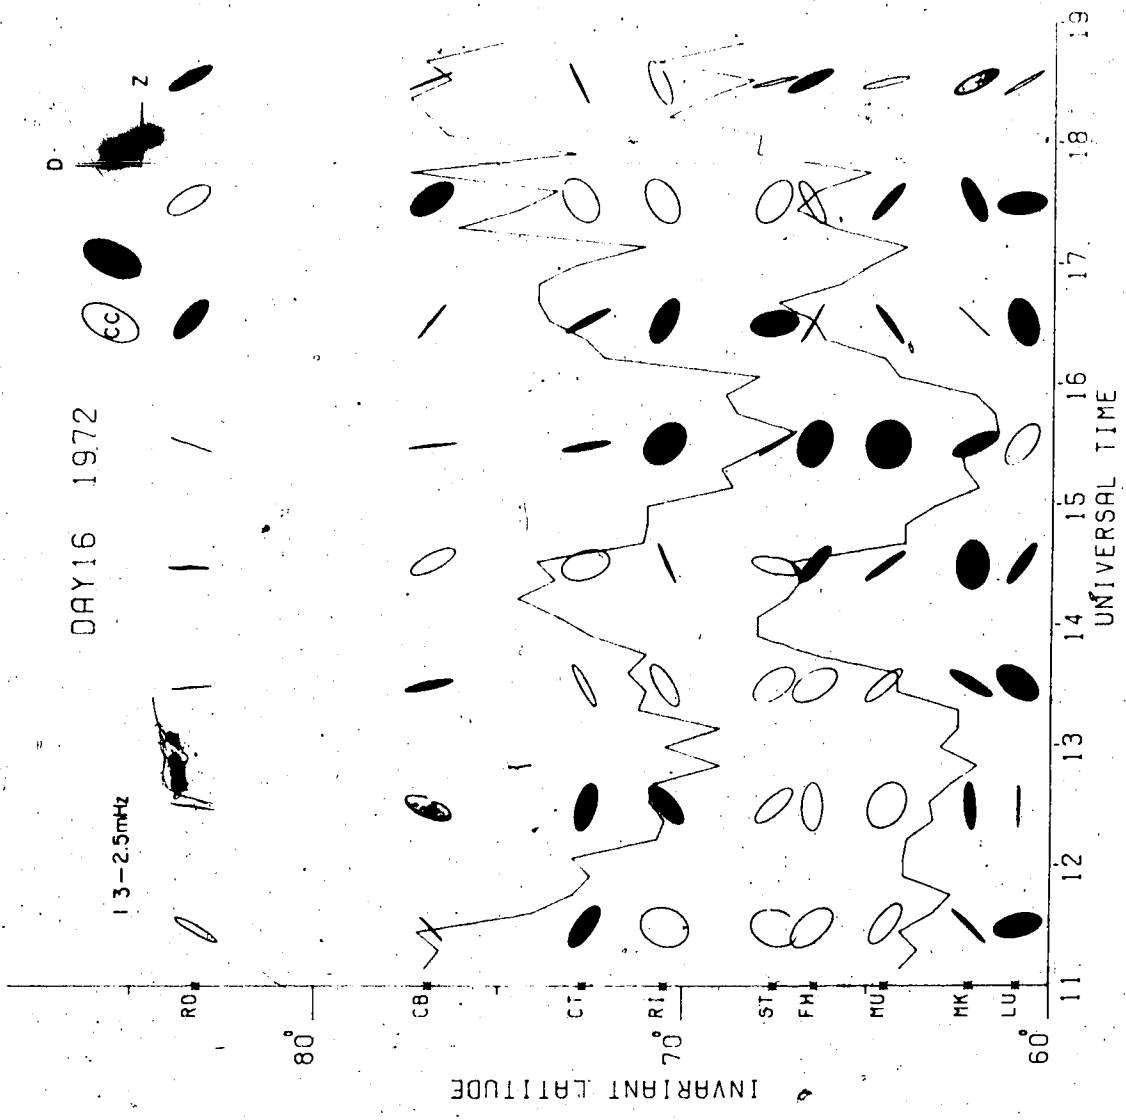 DAY16 1972
13-2.5mHz
D
Z
CC
INVARIANT LATITUDE
80°
70°
60°
RO
CB
CT
RI
ST
FH
MU
MK
LU
11 12 13 14 15 16 17 18 19
UNIVERSAL TIME